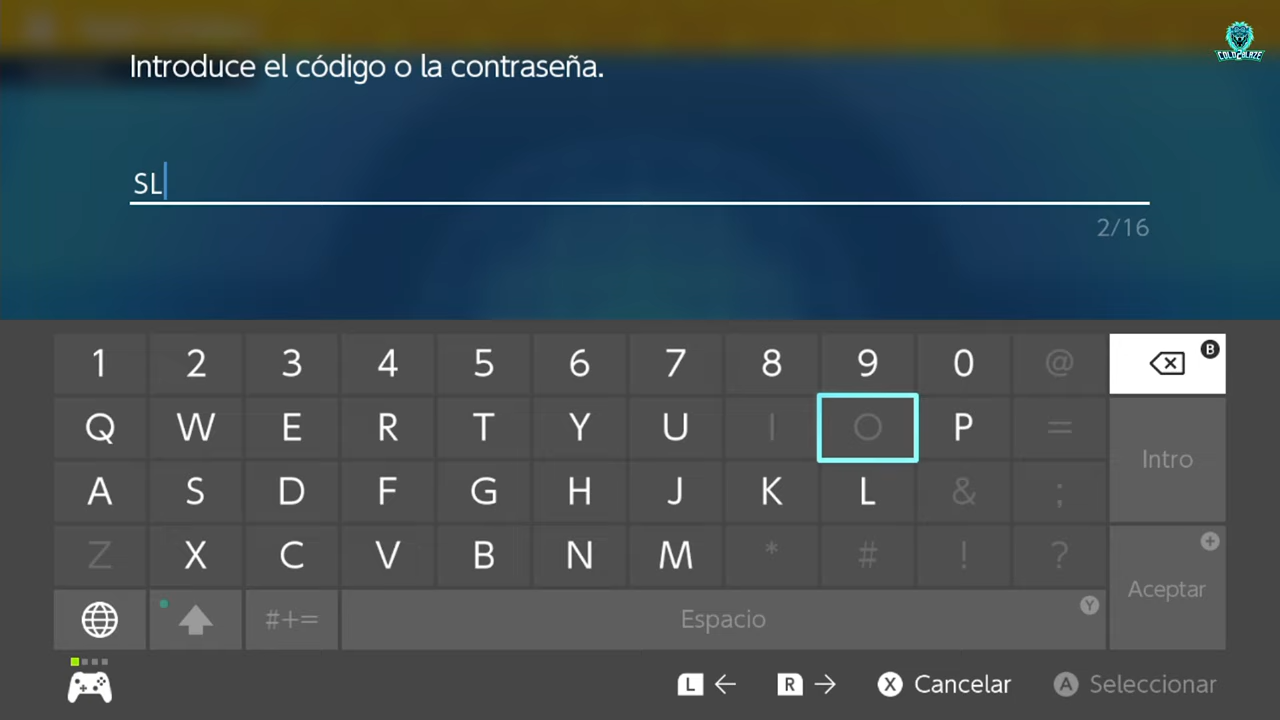 Introduce el código o la contraseña.
COLDBLAZE
SL
2/16
1 2 3 4 5 6 7 8 9 0 @ B
Q W E R T Y U I O P =
Intro
A S D F G H J K L & ;
Z X C V B N M * # ! ? +
Aceptar
#+= Espacio Y
L ← R → X Cancelar A Seleccionar